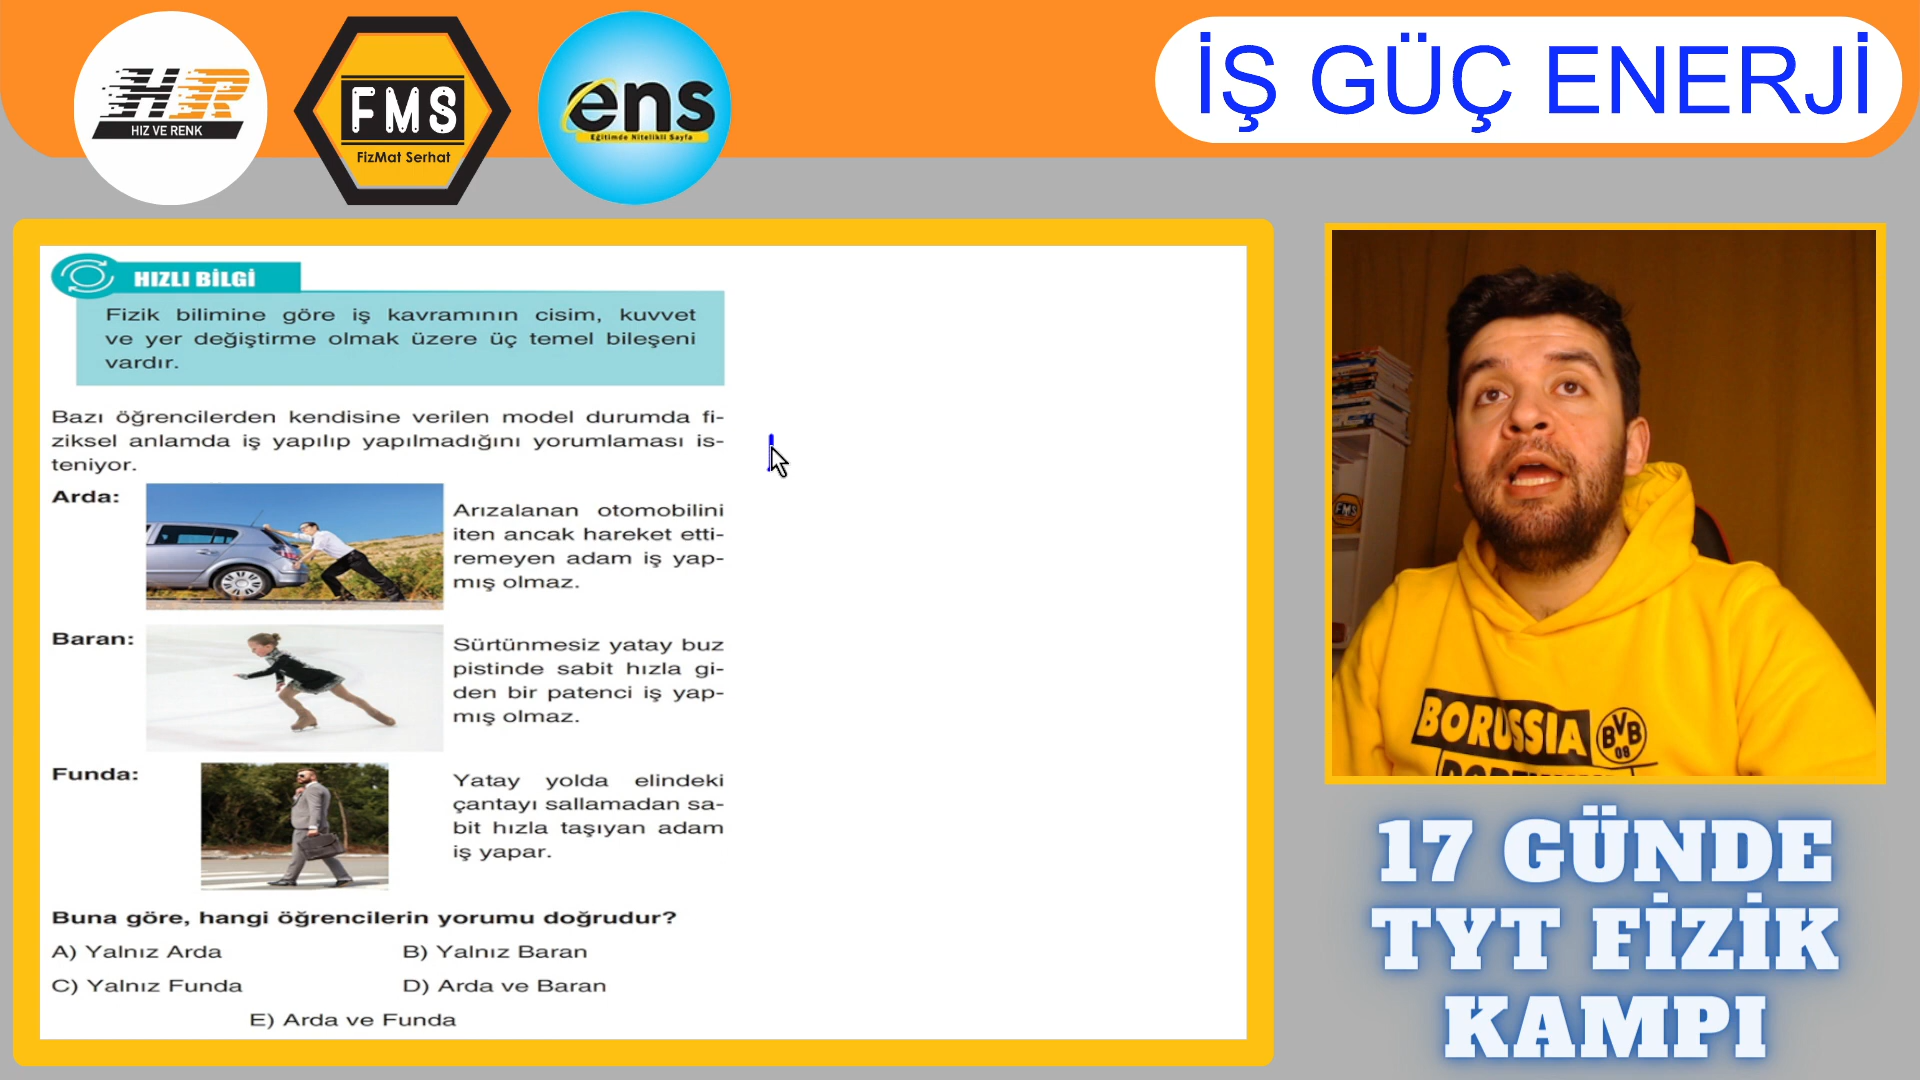 HR
HIZ VE RENK
FMS
FizMat Serhat
ens
Eğitimde Nitelikli Sayfa
İŞ GÜÇ ENERJİ
HIZLI BİLGİ
Fizik bilimine göre iş kavramının cisim, kuvvet
ve yer değiştirme olmak üzere üç temel bileşeni
vardır.
Bazı öğrencilerden kendisine verilen model durumda fi-
ziksel anlamda iş yapılıp yapılmadığını yorumlaması is-
teniyor.
Arda:
Arızalanan otomobilini
iten ancak hareket etti-
remeyen adam iş yap-
mış olmaz.
Baran:
Sürtünmesiz yatay buz
pistinde sabit hızla gi-
den bir patenci iş yap-
mış olmaz.
Funda:
Yatay yolda elindeki
çantayı sallamadan sa-
bit hızla taşıyan adam
iş yapar.
Buna göre, hangi öğrencilerin yorumu doğrudur?
A) Yalnız Arda
B) Yalnız Baran
C) Yalnız Funda
D) Arda ve Baran
E) Arda ve Funda
FMS
BORUSSIA
BVB
09
17 GÜNDE
TYT FİZİK
KAMPI